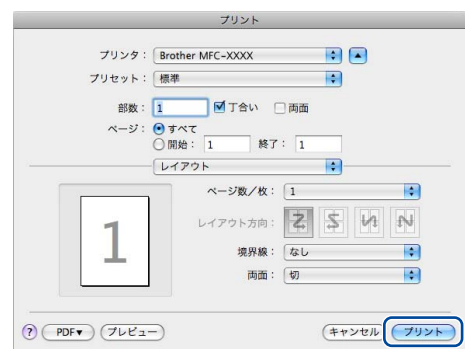 プリント
プリンタ： Brother MFC-XXXX
プリセット： 標準
部数： 1 丁合い 両面
ページ： すべて
開始： 1 終了： 1
レイアウト
ページ数／枚： 1
レイアウト方向：
境界線： なし
両面： 切
1
? PDF▼ プレビュー キャンセル プリント